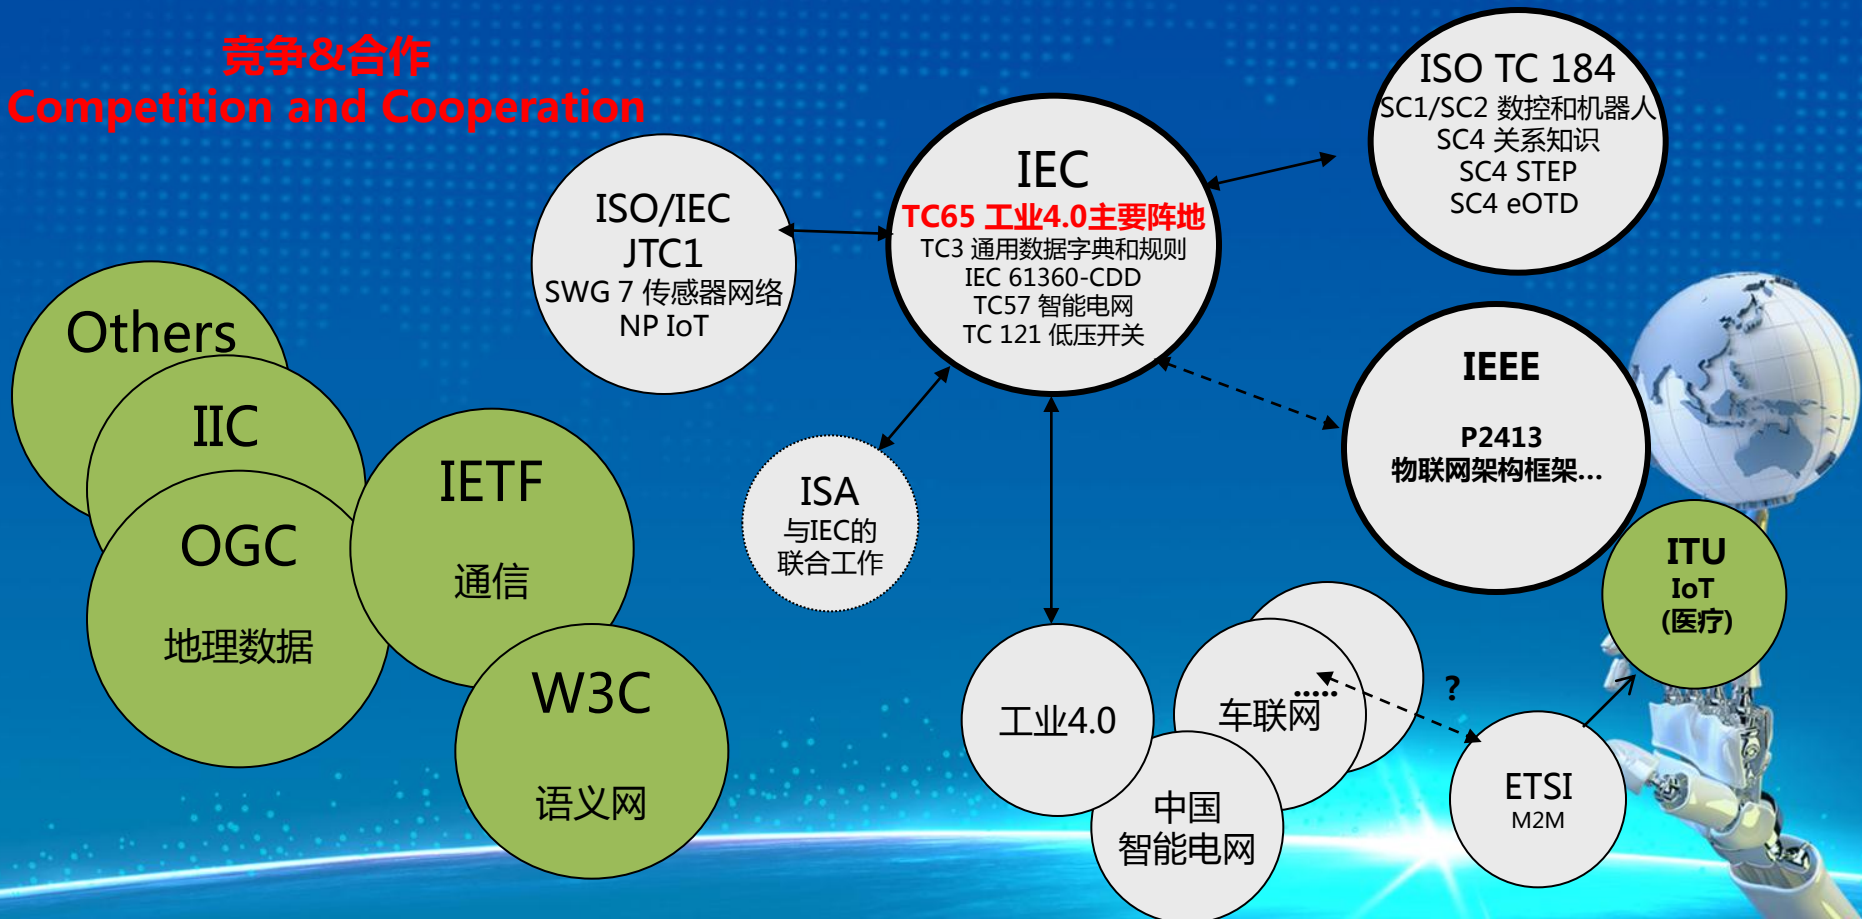 竞争&合作
Competition and Cooperation
ISO/IEC
JTC1
SWG 7 传感器网络
NP IoT
IEC
TC65 工业4.0主要阵地
TC3 通用数据字典和规则
IEC 61360-CDD
TC57 智能电网
TC 121 低压开关
ISO TC 184
SC1/SC2 数控和机器人
SC4 关系知识
SC4 STEP
SC4 eOTD
IEEE
P2413
物联网架构框架...
ITU
IoT
(医疗)
Others
IIC
OGC
地理数据
IETF
通信
W3C
语义网
ISA
与IEC的
联合工作
工业4.0
车联网
.....
?
中国
智能电网
ETSI
M2M